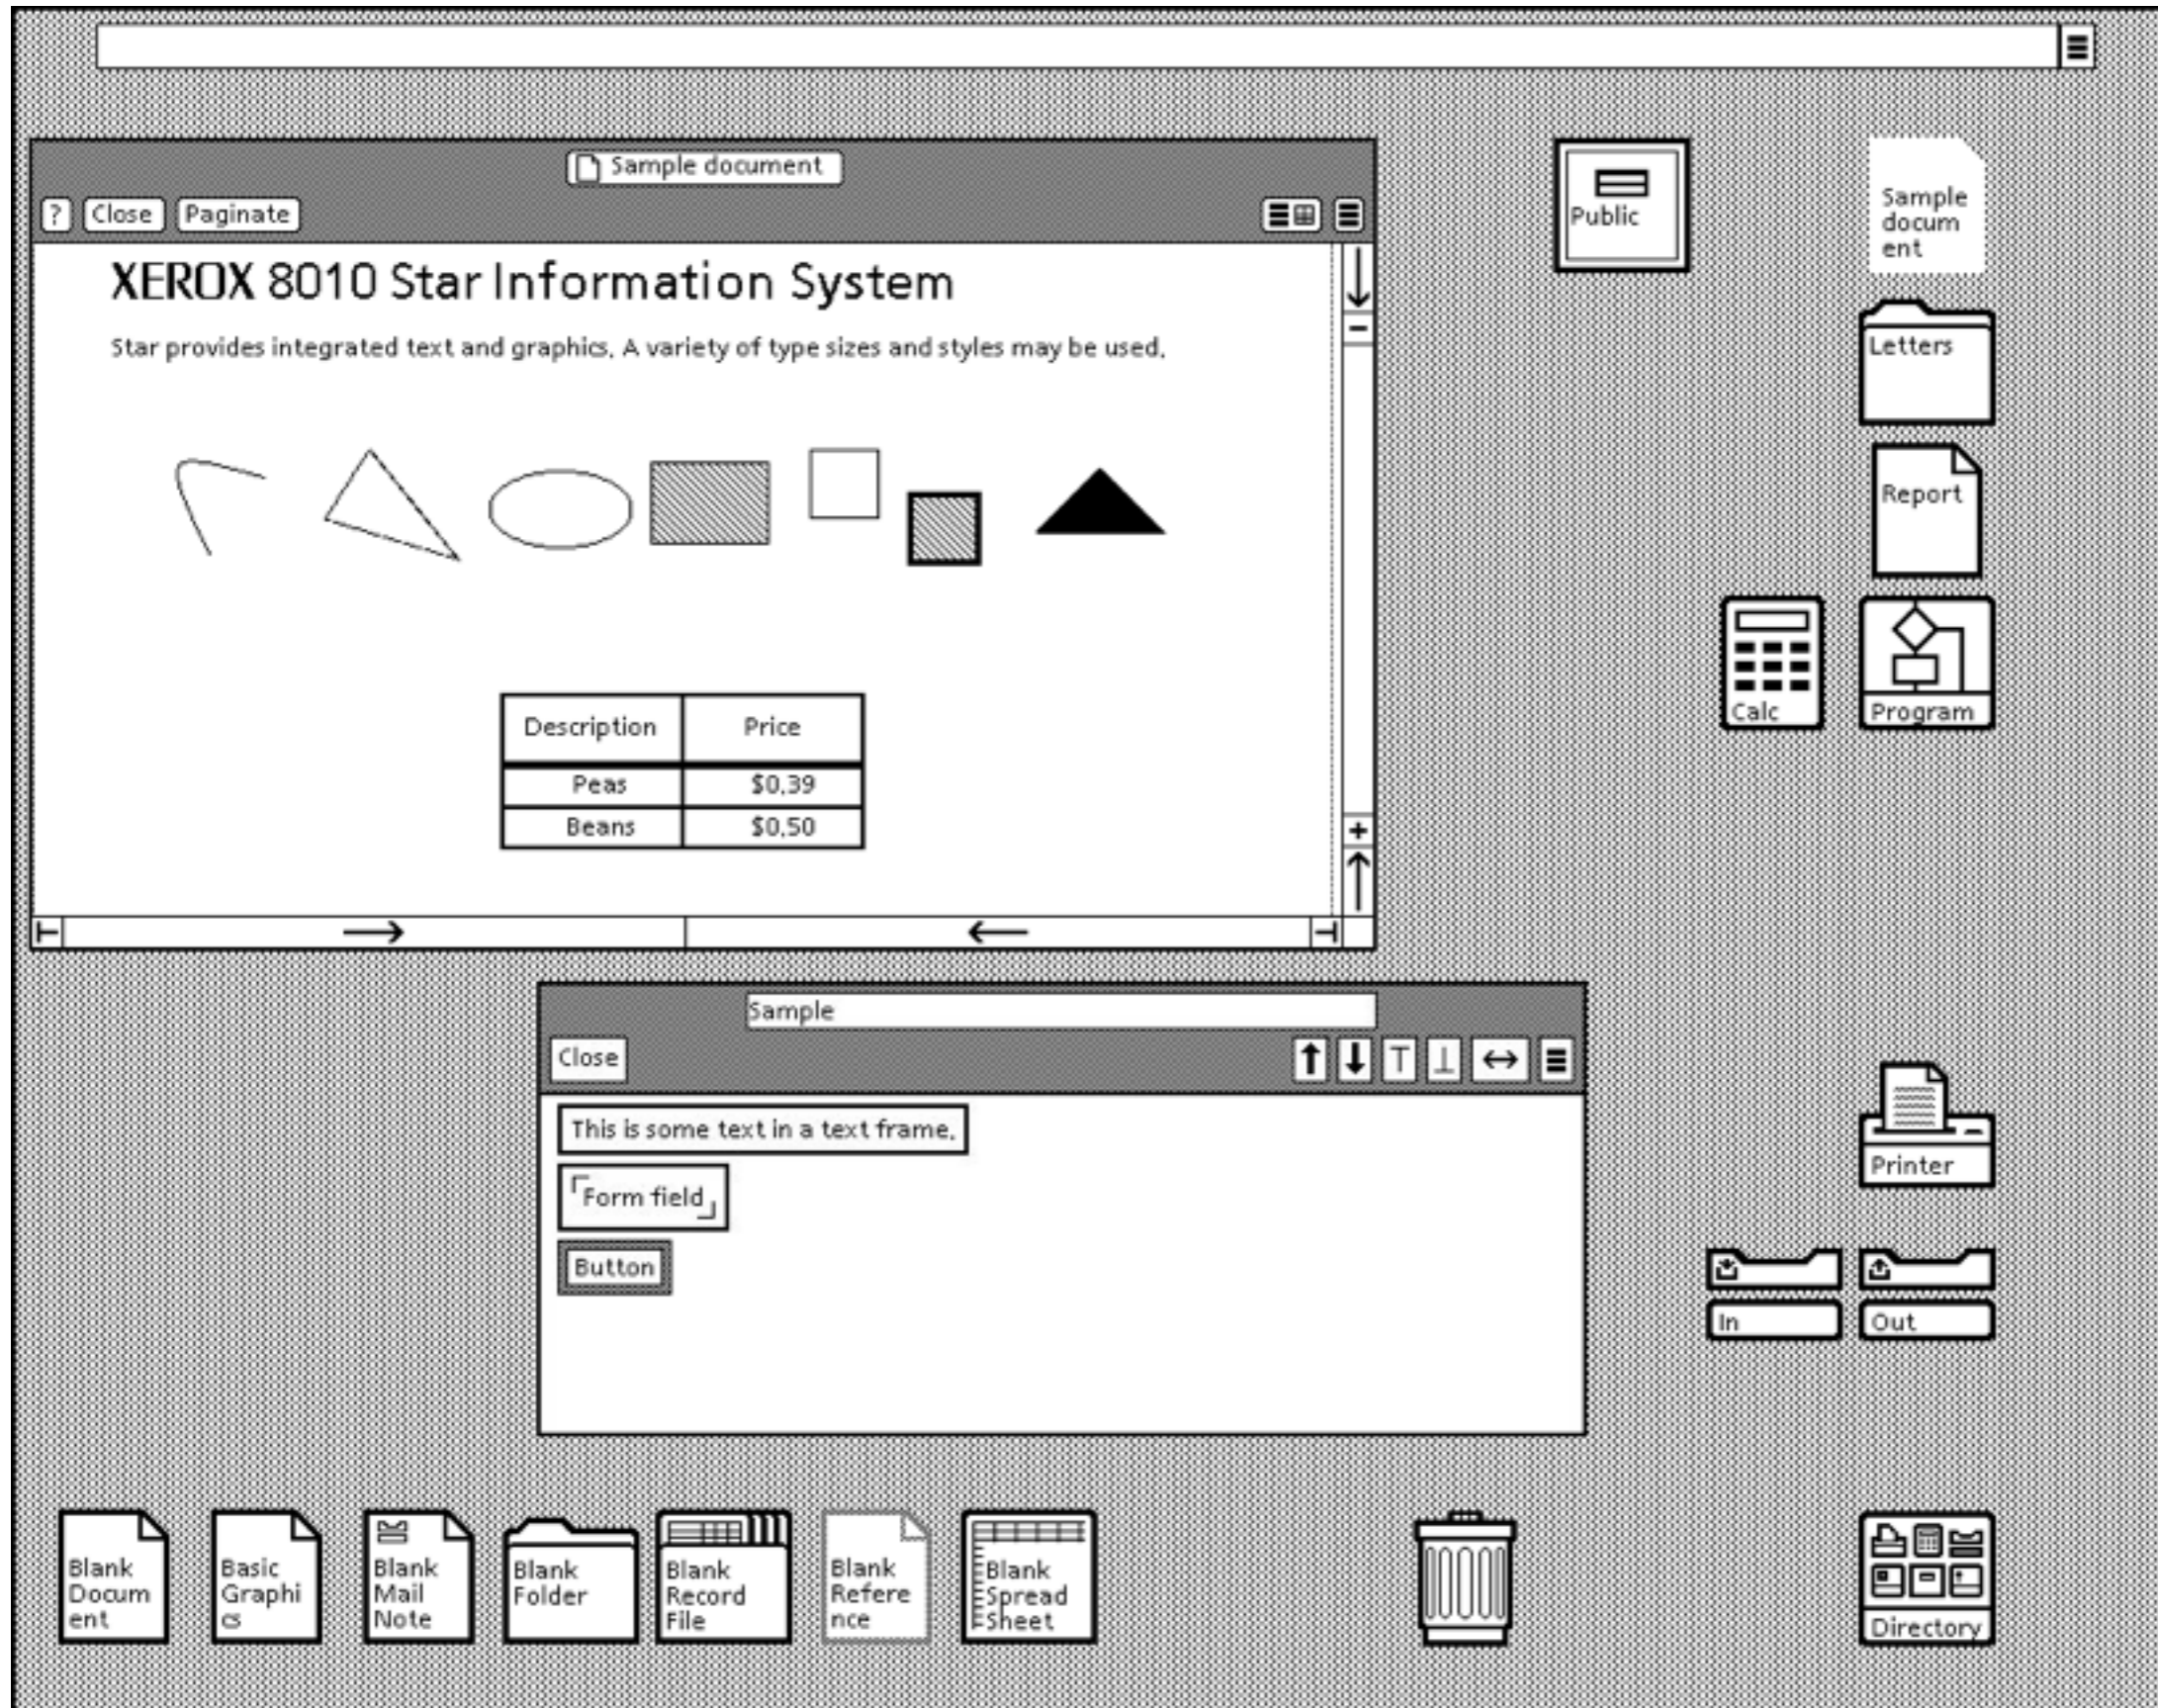 Sample document
? Close Paginate
XEROX 8010 Star Information System
Star provides integrated text and graphics. A variety of type sizes and styles may be used.
Description Price
Peas $0.39
Beans $0.50
Public
Sample
docum
ent
Letters
Report
Calc
Program
Sample
Close
This is some text in a text frame.
Form field
Button
Printer
In
Out
Blank
Docum
ent
Basic
Graphi
cs
Blank
Mail
Note
Blank
Folder
Blank
Record
File
Blank
Refere
nce
Blank
Spread
Sheet
Directory